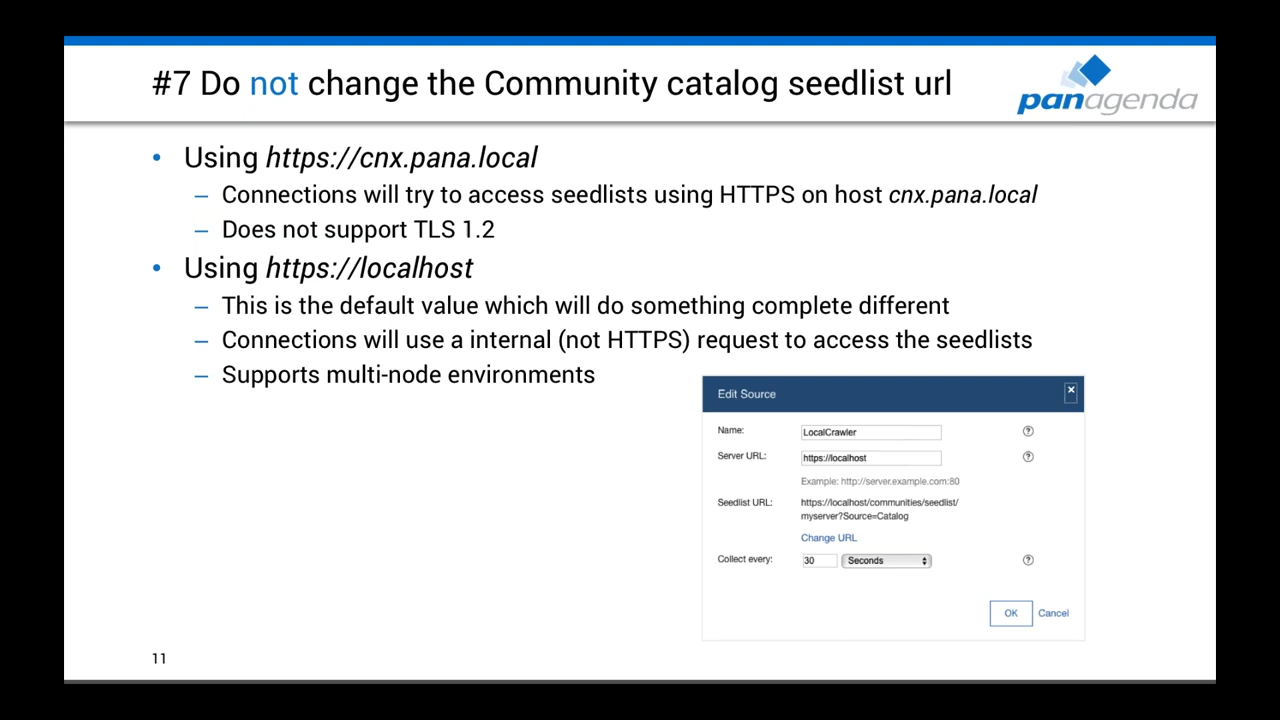 #7 Do not change the Community catalog seedlist url
panagenda
• Using https://cnx.pana.local
– Connections will try to access seedlists using HTTPS on host cnx.pana.local
– Does not support TLS 1.2
• Using https://localhost
– This is the default value which will do something complete different
– Connections will use a internal (not HTTPS) request to access the seedlists
– Supports multi-node environments
Edit Source
Name: LocalCrawler
Server URL: https://localhost
Example: http://server.example.com:80
Seedlist URL: https://localhost/communities/seedlist/
myserver?Source=Catalog
Change URL
Collect every: 30 Seconds
OK Cancel
11